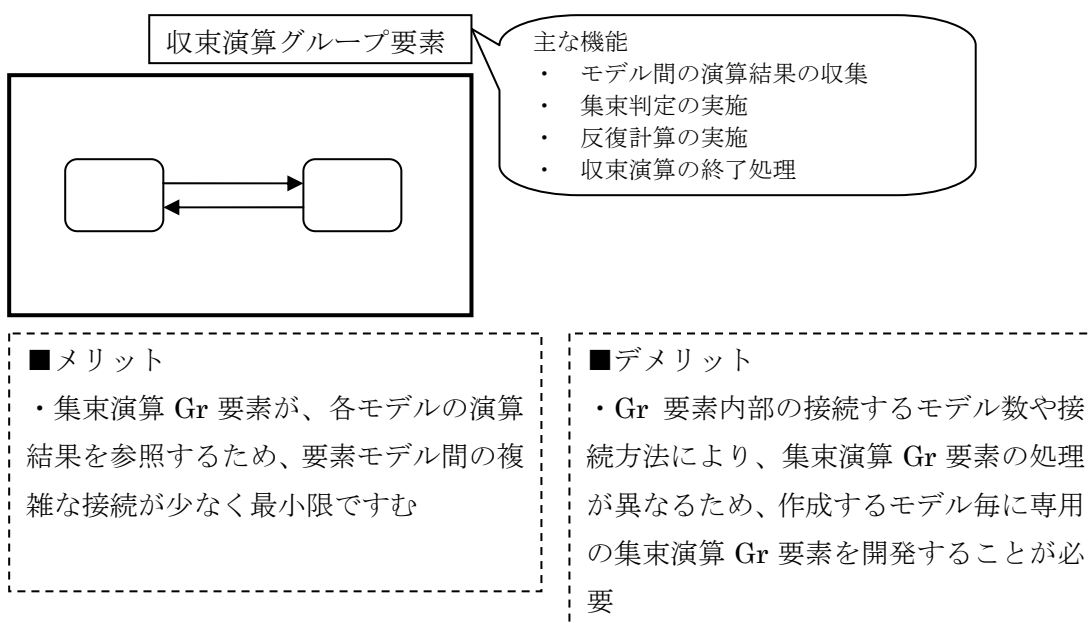 収束演算グループ要素
主な機能
・ モデル間の演算結果の収集
・ 集束判定の実施
・ 反復計算の実施
・ 収束演算の終了処理
■メリット
・集束演算 Gr 要素が、各モデルの演算
結果を参照するため、要素モデル間の複
雑な接続が少なく最小限ですむ
■デメリット
・Gr 要素内部の接続するモデル数や接
続方法により、集束演算 Gr 要素の処理
が異なるため、作成するモデル毎に専用
の集束演算 Gr 要素を開発することが必
要